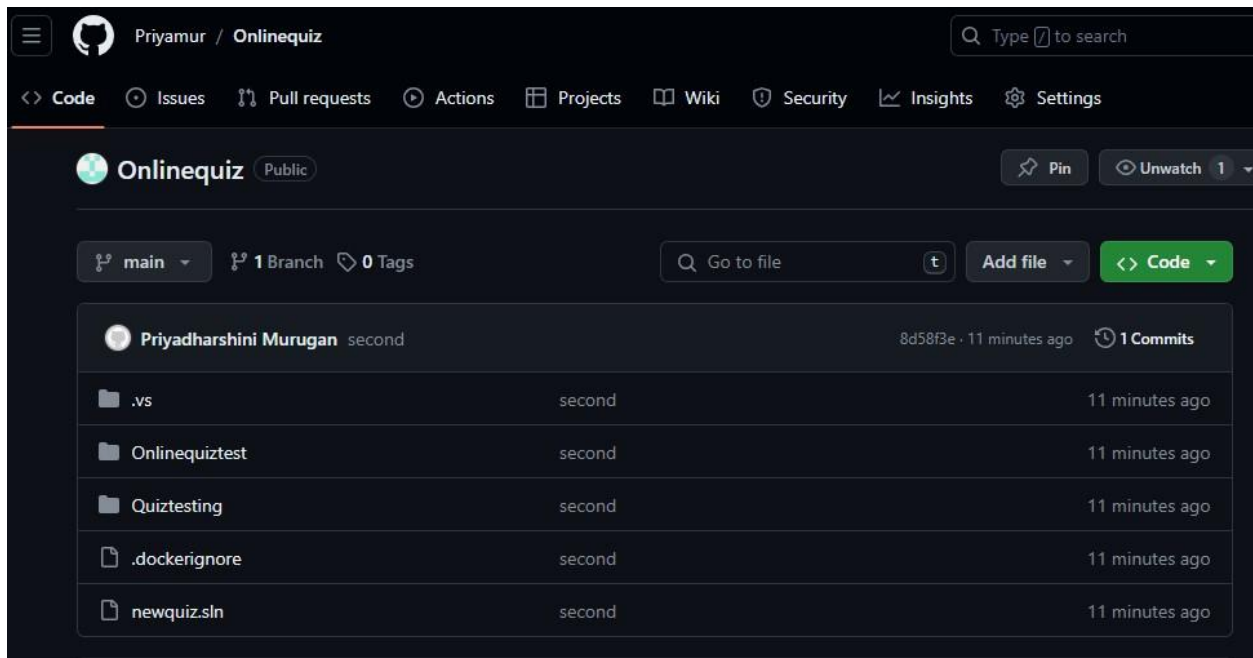 Priyamur / Onlinequiz
Type / to search
Code Issues Pull requests Actions Projects Wiki Security Insights Settings
Onlinequiz Public
Pin Unwatch 1
main 1 Branch 0 Tags
Go to file t Add file Code
Priyadharshini Murugan second 8d58f3e · 11 minutes ago 1 Commits
.vs second 11 minutes ago
Onlinequiztest second 11 minutes ago
Quiztesting second 11 minutes ago
.dockerignore second 11 minutes ago
newquiz.sln second 11 minutes ago